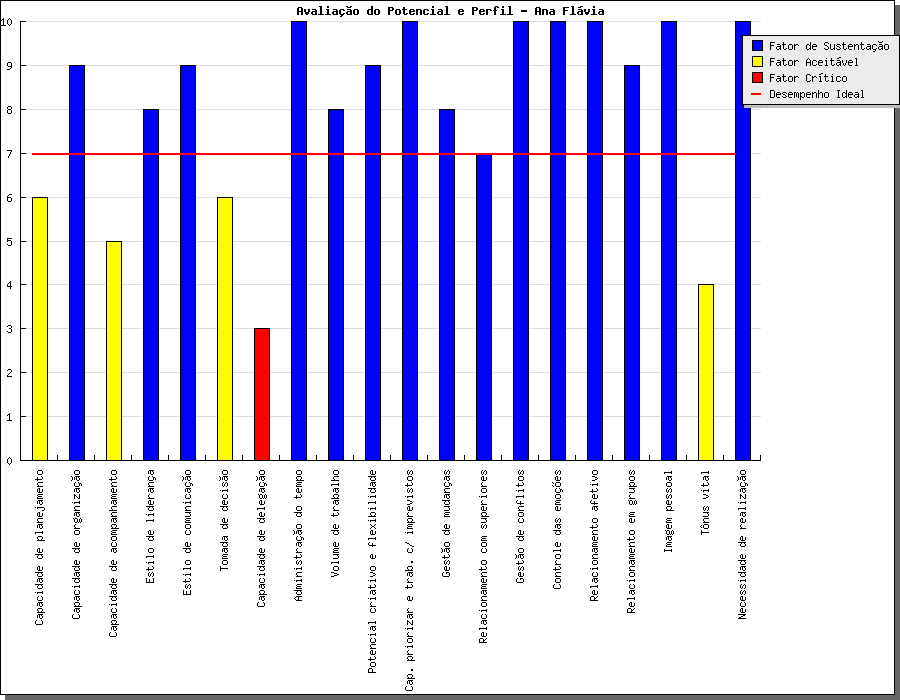 Avaliação do Potencial e Perfil - Ana Flávia
10
9
8
7
6
5
4
3
2
1
0
Fator de Sustentação
Fator Aceitável
Fator Crítico
Desempenho Ideal
Capacidade de planejamento
Capacidade de organização
Capacidade de acompanhamento
Estilo de liderança
Estilo de comunicação
Tomada de decisão
Capacidade de delegação
Administração do tempo
Volume de trabalho
Potencial criativo e flexibilidade
Cap. priorizar e trab. c/ imprevistos
Gestão de mudanças
Relacionamento com superiores
Gestão de conflitos
Controle das emoções
Relacionamento afetivo
Relacionamento em grupos
Imagem pessoal
Tônus vital
Necessidade de realização